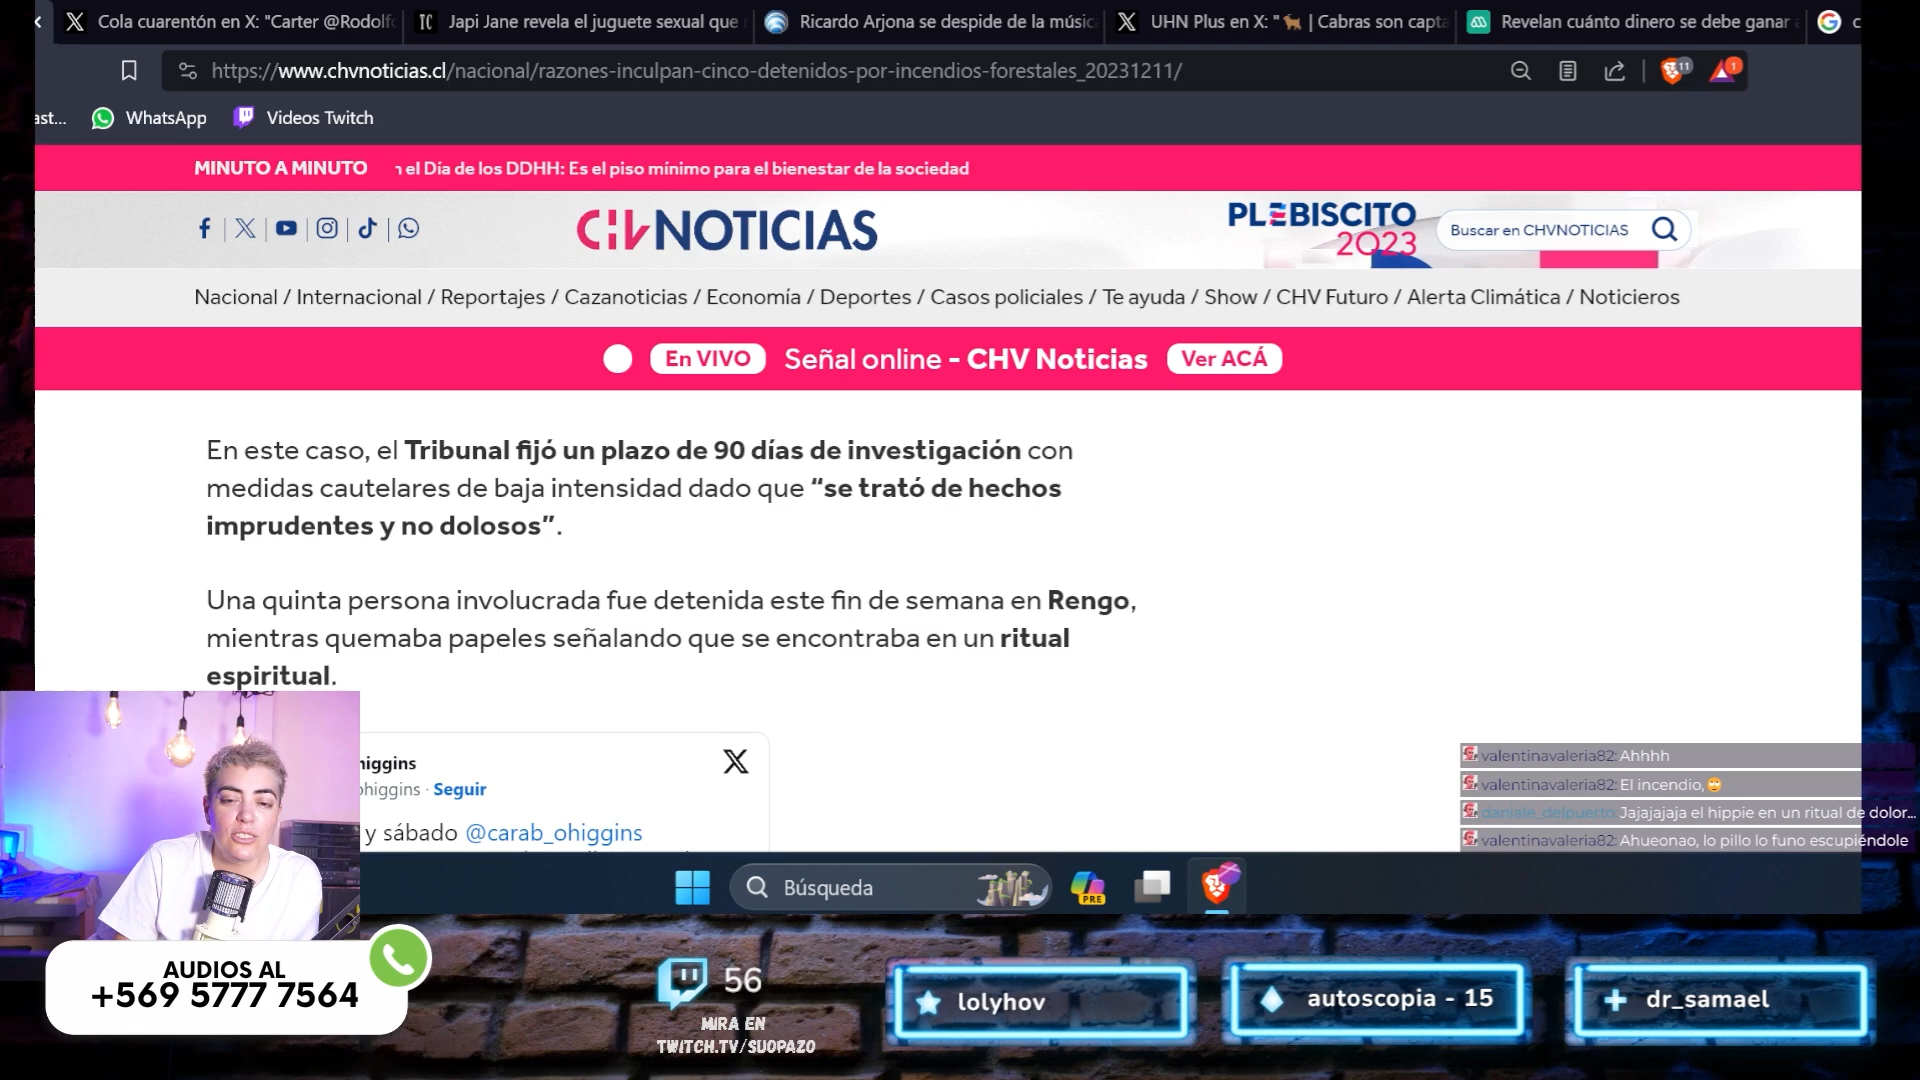 Cola cuarentón en X: "Carter @Rodolf
TC Japi Jane revela el juguete sexual que
Ricardo Arjona se despide de la músic
UHN Plus en X: "🐐 | Cabras son capta
Revelan cuánto dinero se debe ganar a
c
https://www.chvnoticias.cl/nacional/razones-inculpan-cinco-detenidos-por-incendios-forestales_20231211/
11
1
ast...
WhatsApp
Videos Twitch
MINUTO A MINUTO
n el Día de los DDHH: Es el piso mínimo para el bienestar de la sociedad
CHV NOTICIAS
PLEBISCITO
2023
Buscar en CHVNOTICIAS
Nacional / Internacional / Reportajes / Cazanoticias / Economía / Deportes / Casos policiales / Te ayuda / Show / CHV Futuro / Alerta Climática / Noticieros
En VIVO Señal online - CHV Noticias Ver ACÁ
En este caso, el Tribunal fijó un plazo de 90 días de investigación con
medidas cautelares de baja intensidad dado que “se trató de hechos
imprudentes y no dolosos”.
Una quinta persona involucrada fue detenida este fin de semana en Rengo,
mientras quemaba papeles señalando que se encontraba en un ritual
espiritual.
higgins
ohiggins · Seguir
y sábado @carab_ohiggins
valentinavaleria82: Ahhhh
valentinavaleria82: El incendio,🙄
daniale_delpuerto: Jajajajaja el hippie en un ritual de dolor...
valentinavaleria82: Ahueonao, lo pillo lo funo escupiéndole
Búsqueda
PRE
AUDIOS AL
+569 5777 7564
56
MIRA EN
TWITCH.TV/SUOPAZO
lolyhov
autoscopia - 15
dr_samael